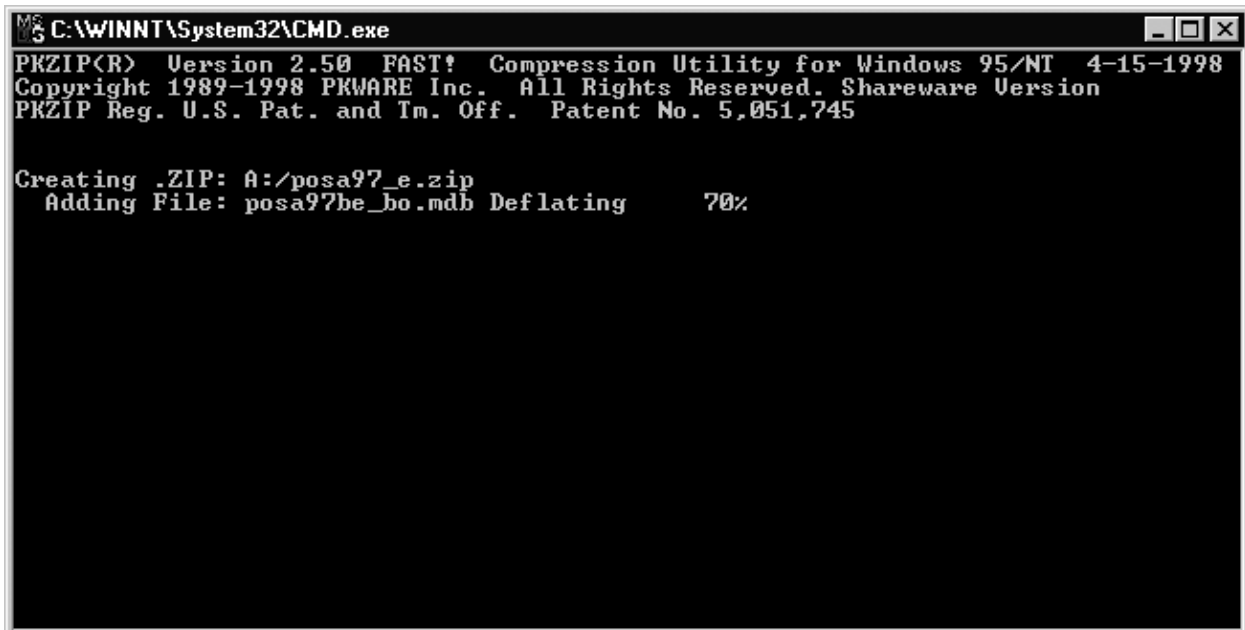 C:\WINNT\System32\CMD.exe
PKZIP(R)  Version 2.50  FAST!  Compression Utility for Windows 95/NT  4-15-1998
Copyright 1989-1998 PKWARE Inc.  All Rights Reserved. Shareware Version
PKZIP Reg. U.S. Pat. and Tm. Off.  Patent No. 5,051,745
Creating .ZIP: A:/posa97_e.zip
  Adding File: posa97be_bo.mdb Deflating     70%